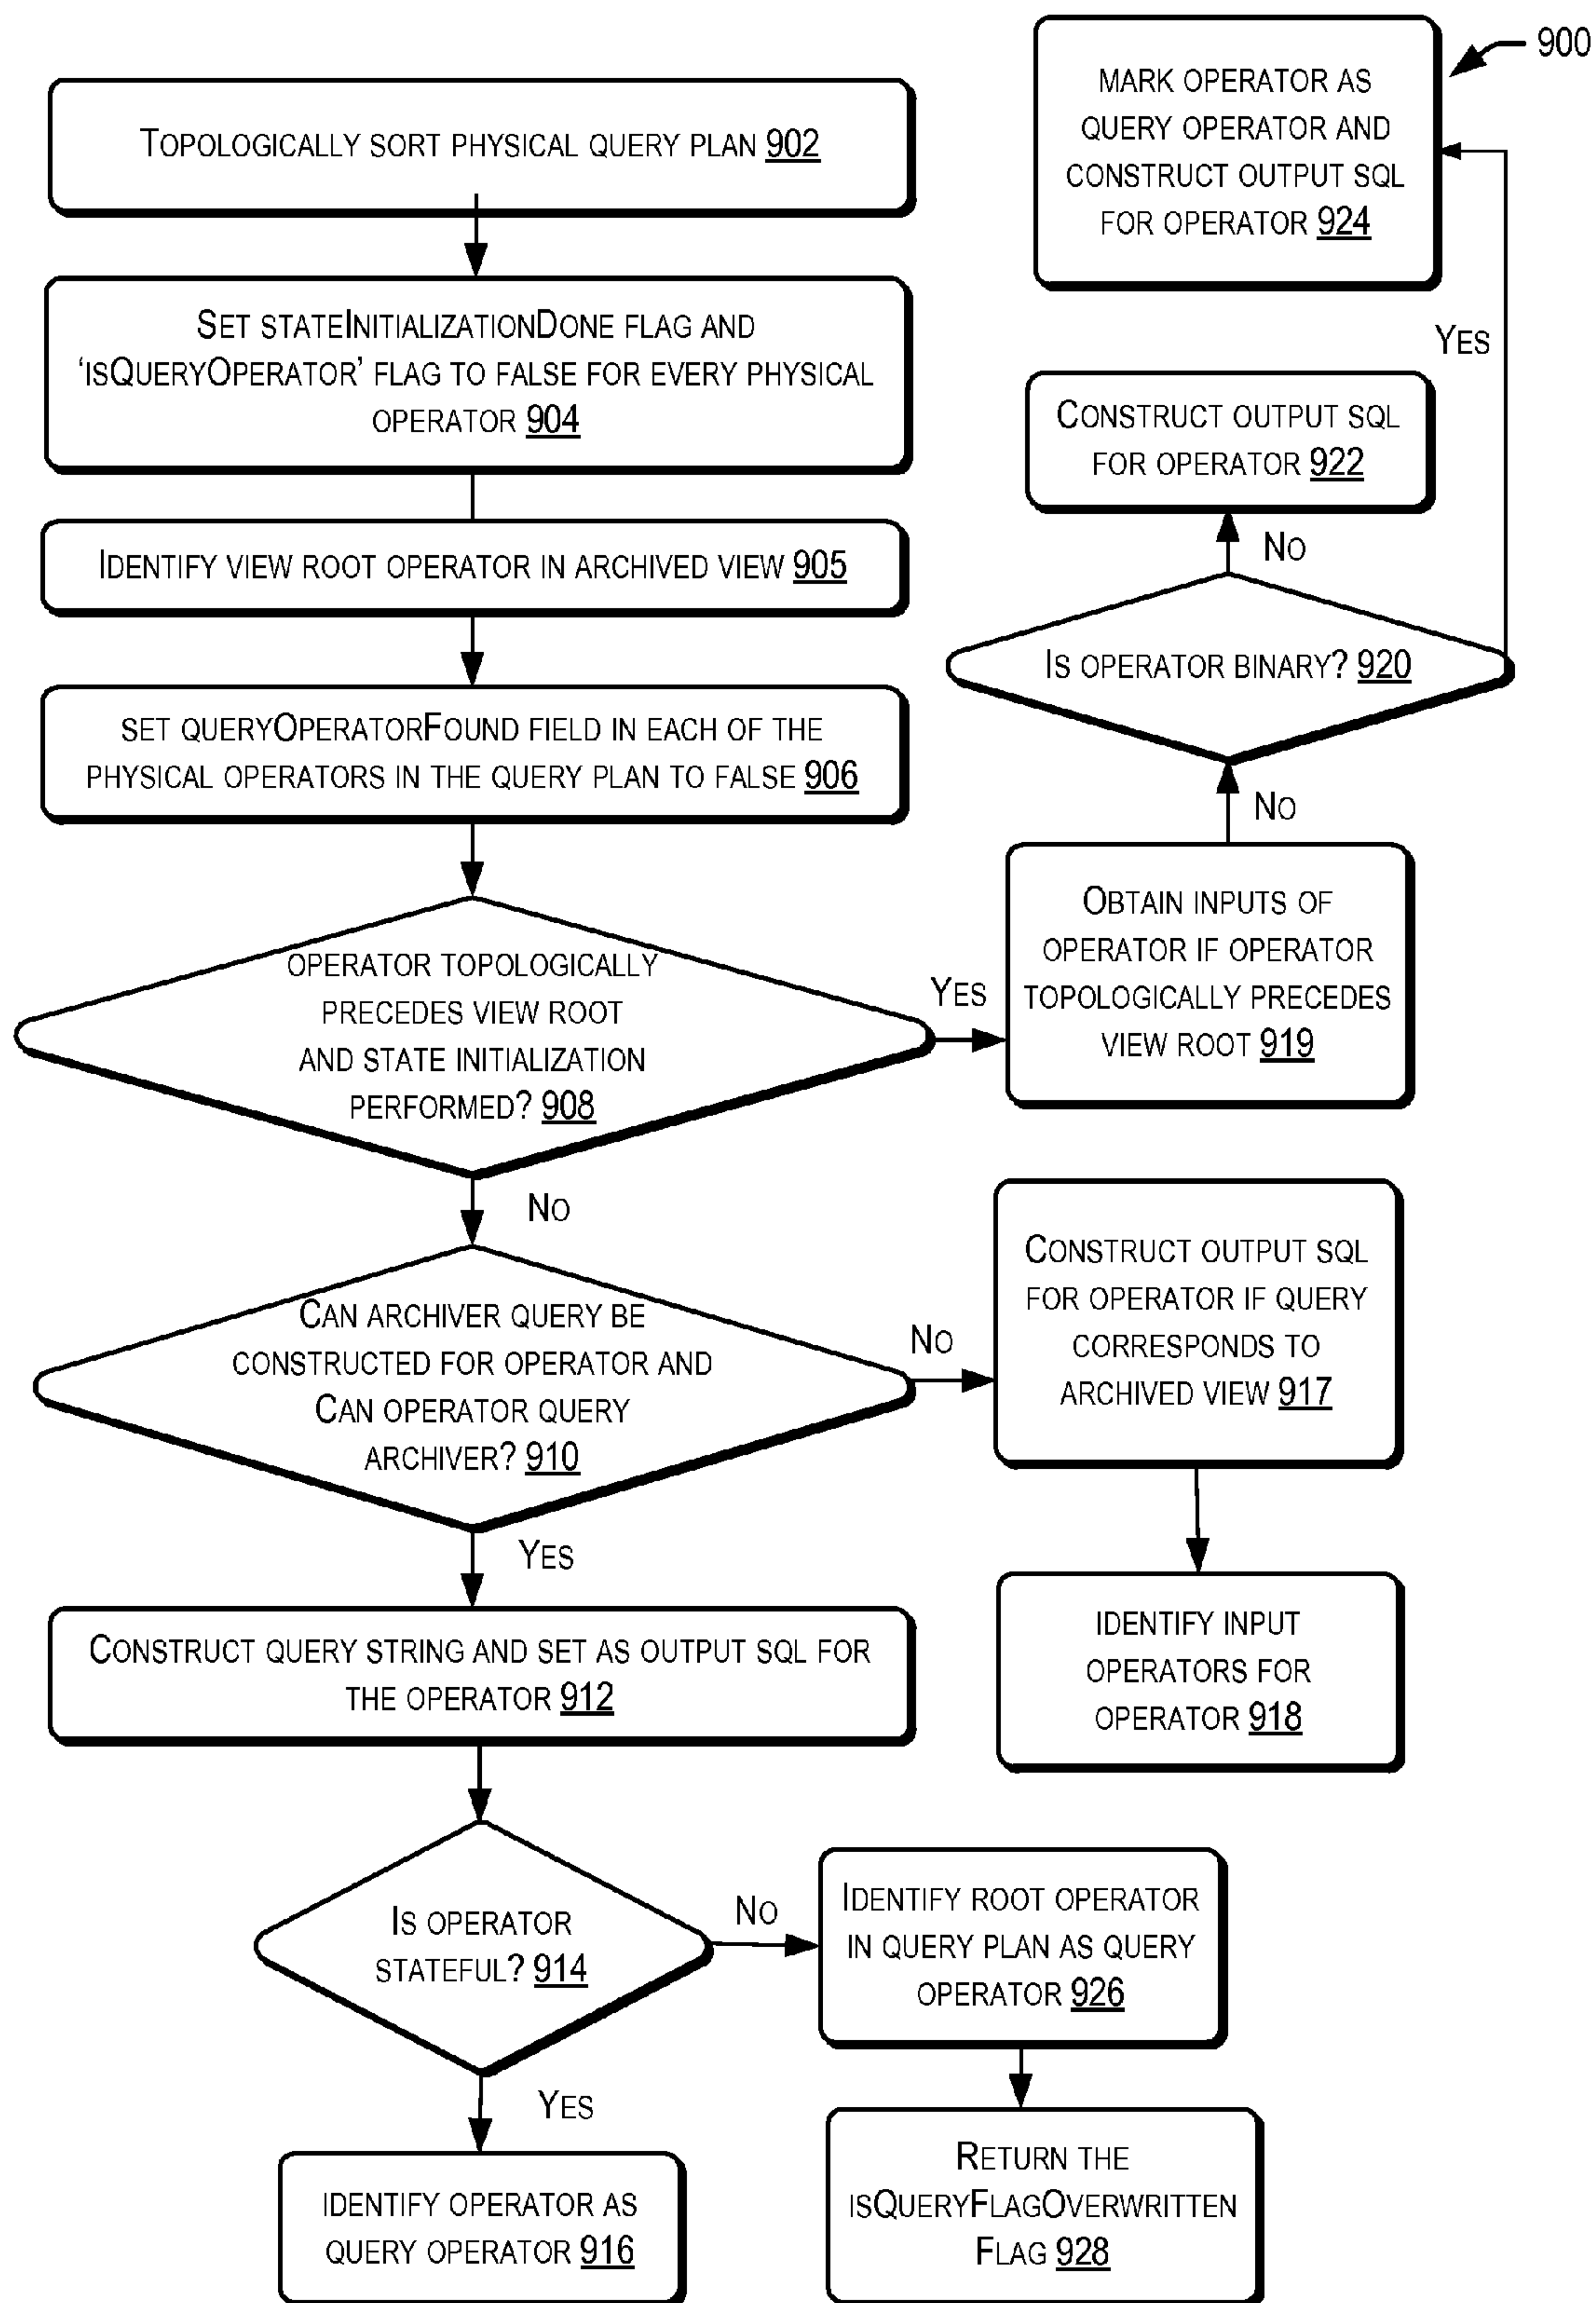 900
TOPOLOGICALLY SORT PHYSICAL QUERY PLAN 902
SET STATEINITIALIZATIONDONE FLAG AND
'ISQUERYOPERATOR' FLAG TO FALSE FOR EVERY PHYSICAL
OPERATOR 904
IDENTIFY VIEW ROOT OPERATOR IN ARCHIVED VIEW 905
SET QUERYOPERATORFOUND FIELD IN EACH OF THE
PHYSICAL OPERATORS IN THE QUERY PLAN TO FALSE 906
OPERATOR TOPOLOGICALLY
PRECEDES VIEW ROOT
AND STATE INITIALIZATION
PERFORMED? 908
YES
NO
CAN ARCHIVER QUERY BE
CONSTRUCTED FOR OPERATOR AND
CAN OPERATOR QUERY
ARCHIVER? 910
NO
YES
CONSTRUCT QUERY STRING AND SET AS OUTPUT SQL FOR
THE OPERATOR 912
IS OPERATOR
STATEFUL? 914
NO
YES
IDENTIFY OPERATOR AS
QUERY OPERATOR 916
IDENTIFY ROOT OPERATOR
IN QUERY PLAN AS QUERY
OPERATOR 926
RETURN THE
ISQUERYFLAGOVERWRITTEN
FLAG 928
MARK OPERATOR AS
QUERY OPERATOR AND
CONSTRUCT OUTPUT SQL
FOR OPERATOR 924
YES
CONSTRUCT OUTPUT SQL
FOR OPERATOR 922
NO
IS OPERATOR BINARY? 920
NO
OBTAIN INPUTS OF
OPERATOR IF OPERATOR
TOPOLOGICALLY PRECEDES
VIEW ROOT 919
CONSTRUCT OUTPUT SQL
FOR OPERATOR IF QUERY
CORRESPONDS TO
ARCHIVED VIEW 917
IDENTIFY INPUT
OPERATORS FOR
OPERATOR 918